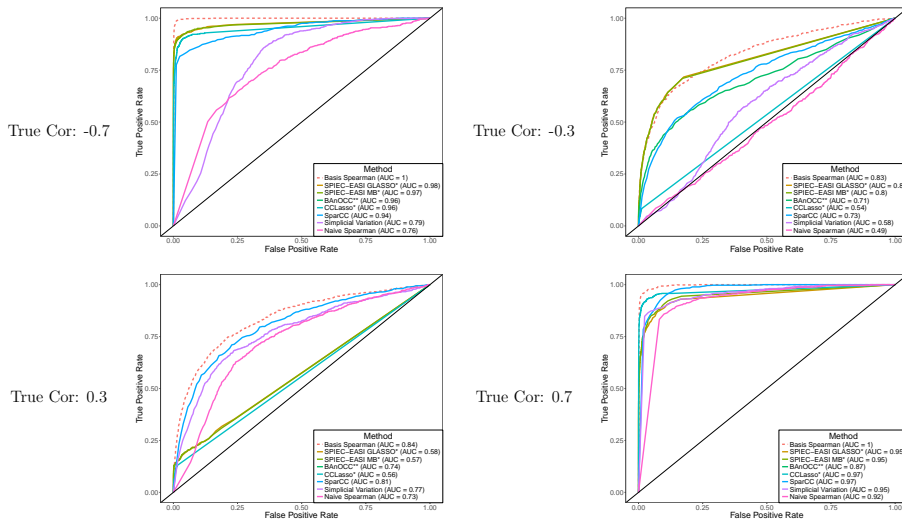 True Cor: -0.7
True Positive Rate
1.00
0.75
0.50
0.25
0.00
Method
Basis Spearman (AUC = 1)
SPIEC−EASI GLASSO* (AUC = 0.98)
SPIEC−EASI MB* (AUC = 0.97)
BAnOCC** (AUC = 0.96)
CCLasso* (AUC = 0.96)
SparCC (AUC = 0.94)
Simplicial Variation (AUC = 0.79)
Naive Spearman (AUC = 0.76)
0.00 0.25 0.50 0.75 1.00
False Positive Rate
True Cor: -0.3
True Positive Rate
1.00
0.75
0.50
0.25
0.00
Method
Basis Spearman (AUC = 0.83)
SPIEC−EASI GLASSO* (AUC = 0.8
SPIEC−EASI MB* (AUC = 0.8)
BAnOCC** (AUC = 0.71)
CCLasso* (AUC = 0.54)
SparCC (AUC = 0.73)
Simplicial Variation (AUC = 0.58)
Naive Spearman (AUC = 0.49)
0.00 0.25 0.50 0.75 1.00
False Positive Rate
True Cor: 0.3
True Positive Rate
1.00
0.75
0.50
0.25
0.00
Method
Basis Spearman (AUC = 0.84)
SPIEC−EASI GLASSO* (AUC = 0.58)
SPIEC−EASI MB* (AUC = 0.57)
BAnOCC** (AUC = 0.74)
CCLasso* (AUC = 0.56)
SparCC (AUC = 0.81)
Simplicial Variation (AUC = 0.77)
Naive Spearman (AUC = 0.73)
0.00 0.25 0.50 0.75 1.00
False Positive Rate
True Cor: 0.7
True Positive Rate
1.00
0.75
0.50
0.25
0.00
Method
Basis Spearman (AUC = 1)
SPIEC−EASI GLASSO* (AUC = 0.95
SPIEC−EASI MB* (AUC = 0.95)
BAnOCC** (AUC = 0.87)
CCLasso* (AUC = 0.97)
SparCC (AUC = 0.97)
Simplicial Variation (AUC = 0.95)
Naive Spearman (AUC = 0.92)
0.00 0.25 0.50 0.75 1.00
False Positive Rate